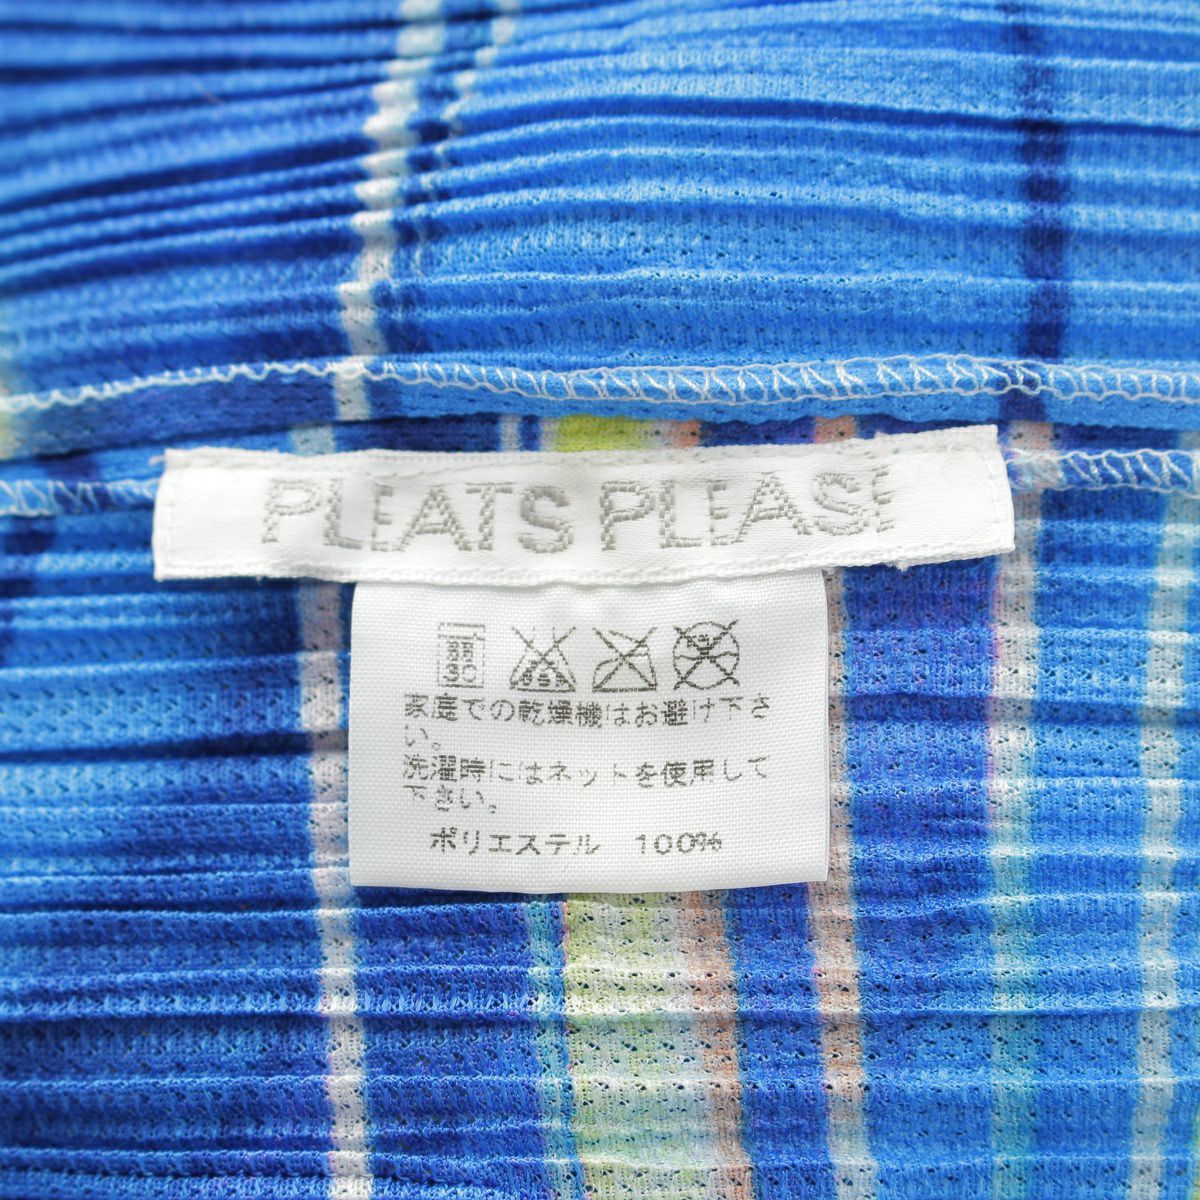 PLEATS PLEASE
30
家庭での乾燥機はお避け下さ
い。
洗濯時にはネットを使用して
下さい。
ポリエステル 100%